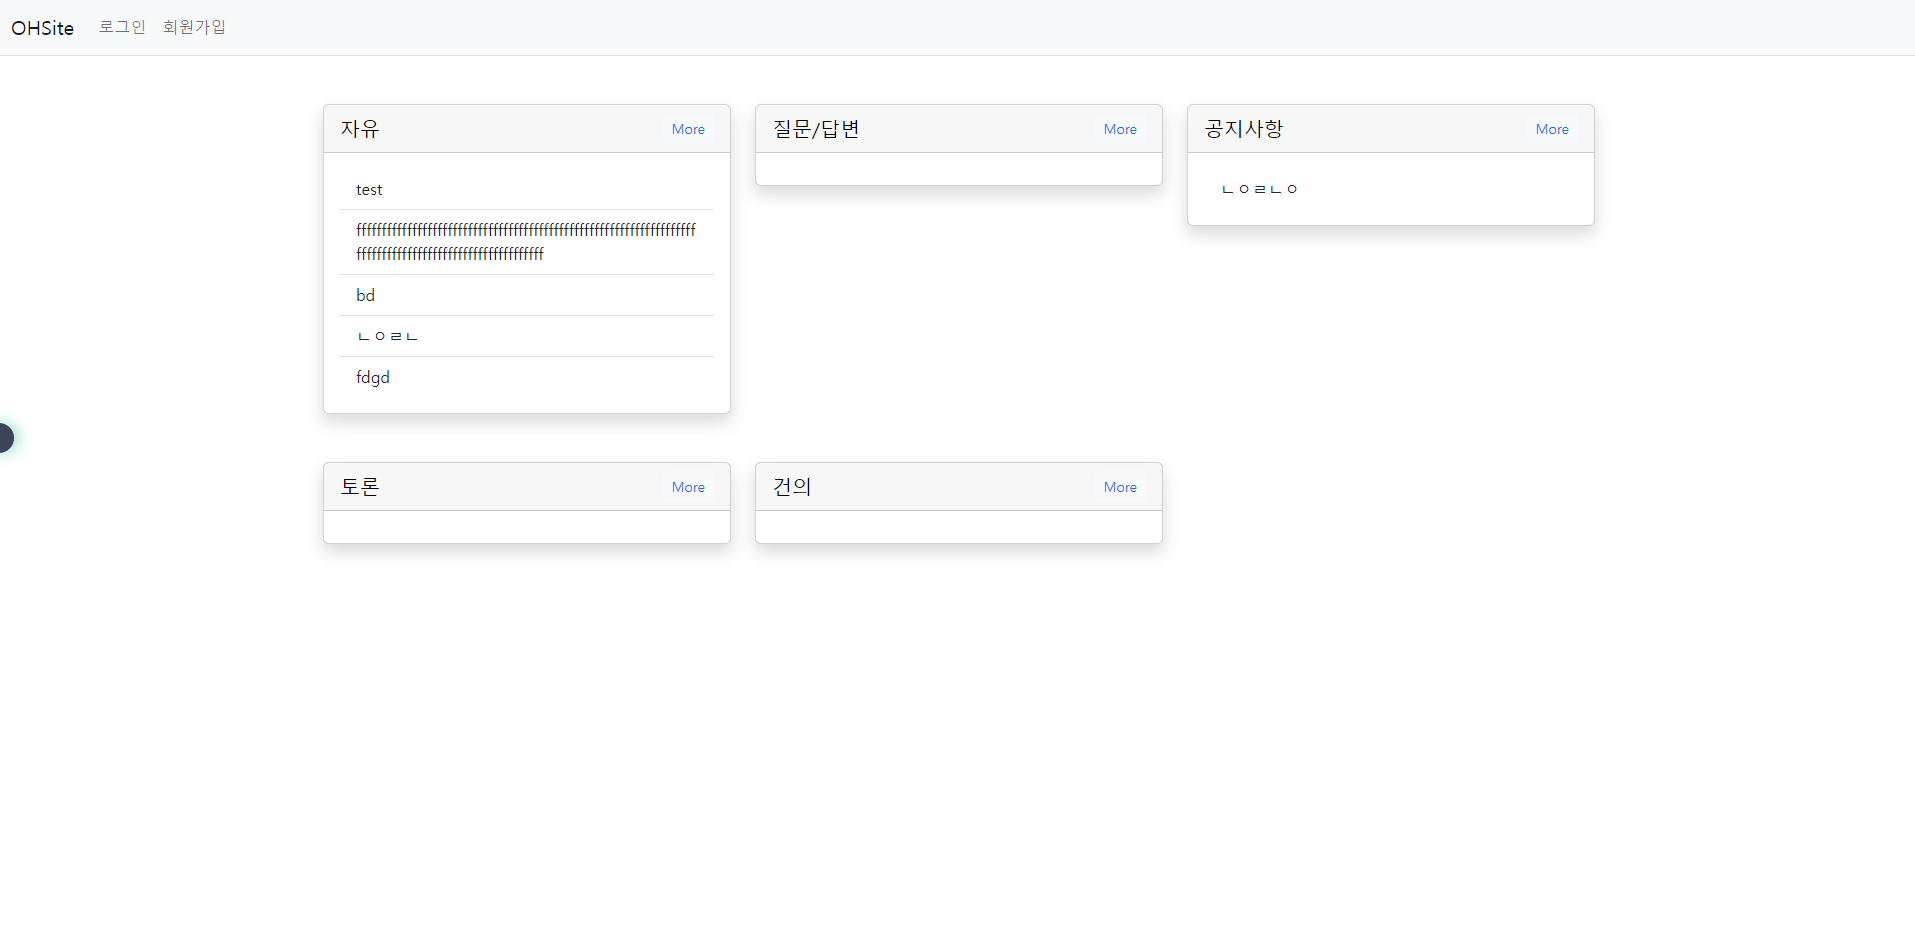 OHSite 로그인 회원가입
자유 More
test
bd
ㄴㅇㄹㄴ
fdgd
질문/답변 More
공지사항 More
ㄴㅇㄹㄴㅇ
토론 More
건의 More